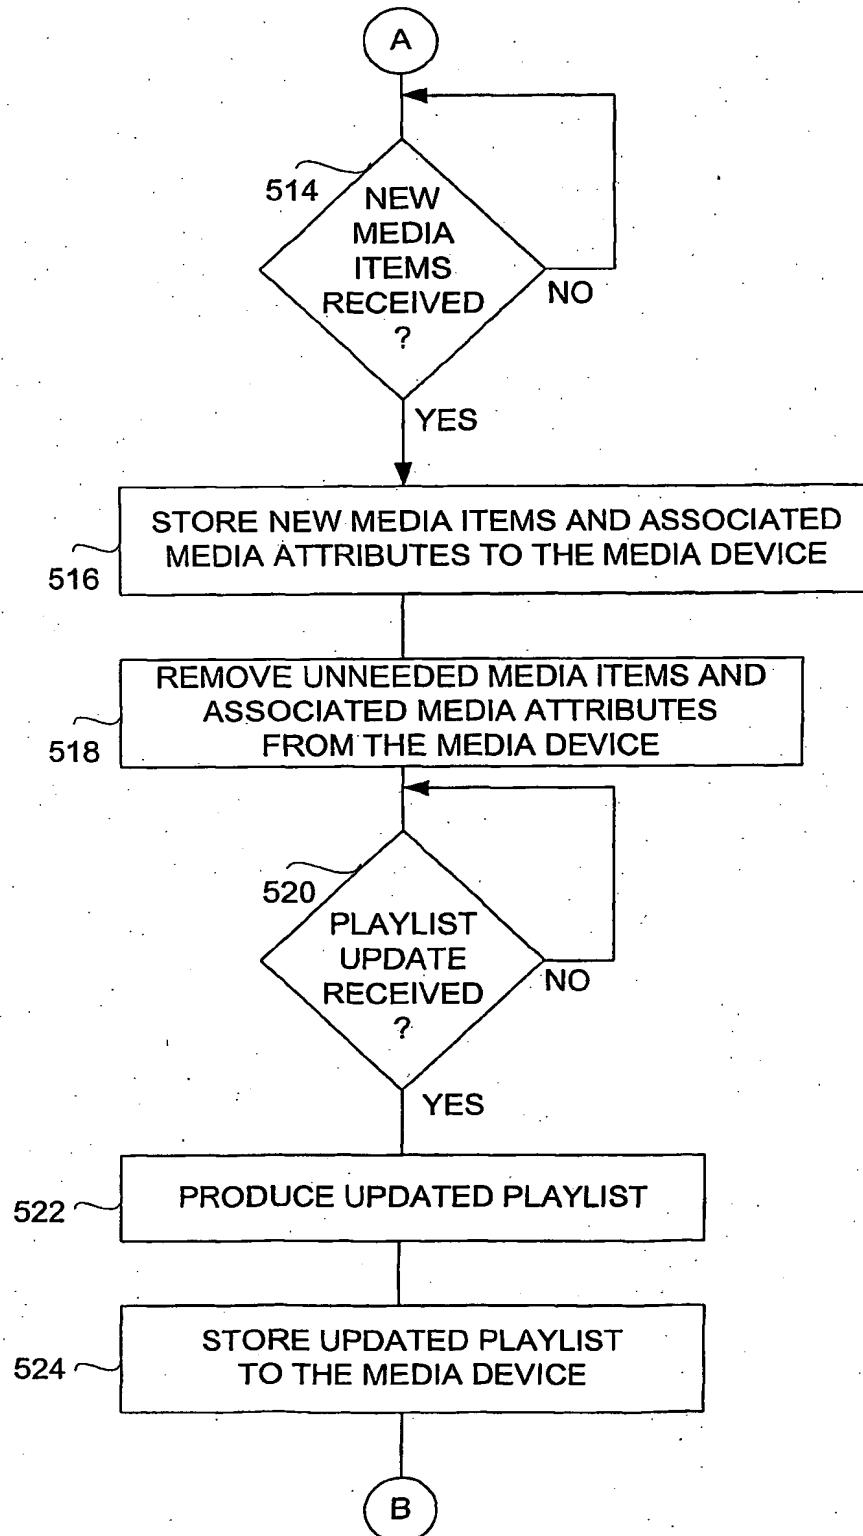 A
514
NEW
MEDIA
ITEMS
RECEIVED
?
NO
YES
STORE NEW MEDIA ITEMS AND ASSOCIATED
MEDIA ATTRIBUTES TO THE MEDIA DEVICE
516
REMOVE UNNEEDED MEDIA ITEMS AND
ASSOCIATED MEDIA ATTRIBUTES
FROM THE MEDIA DEVICE
518
520
PLAYLIST
UPDATE
RECEIVED
?
NO
YES
PRODUCE UPDATED PLAYLIST
522
STORE UPDATED PLAYLIST
TO THE MEDIA DEVICE
524
B